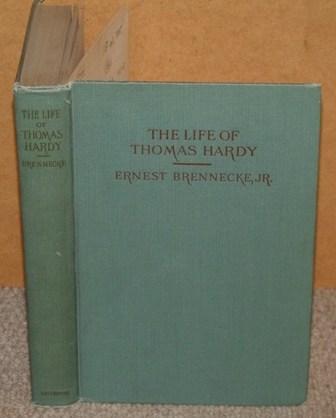 THE LIFE
OF
THOMAS
HARDY
BRENNECKE
THE LIFE OF
THOMAS HARDY
ERNEST BRENNECKE, JR.